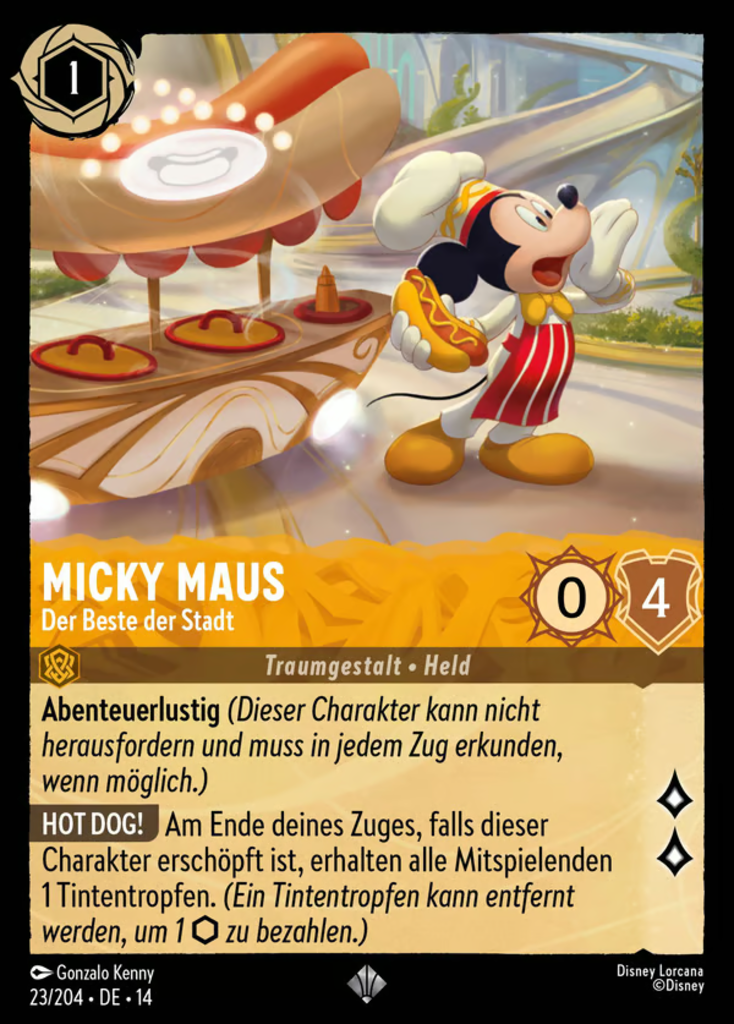 1
MICKY MAUS
Der Beste der Stadt
0
4
Traumgestalt • Held
Abenteuerlustig (Dieser Charakter kann nicht
herausfordern und muss in jedem Zug erkunden,
wenn möglich.)
HOT DOG! Am Ende deines Zuges, falls dieser
Charakter erschöpft ist, erhalten alle Mitspielenden
1 Tintentropfen. (Ein Tintentropfen kann entfernt
werden, um 1 ⬡ zu bezahlen.)
Gonzalo Kenny
23/204 • DE • 14
Disney Lorcana
©Disney